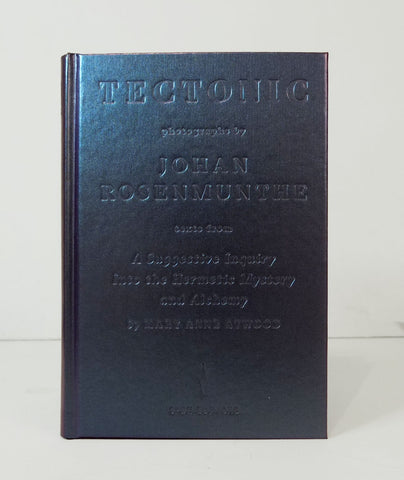 TECTONIC
photographs by
JOHAN
ROSENMUNTHE
texts from
A Suggestive Inquiry
Into the Hermetic Mystery
and Alchemy
by MARY ANNE ATWOOD